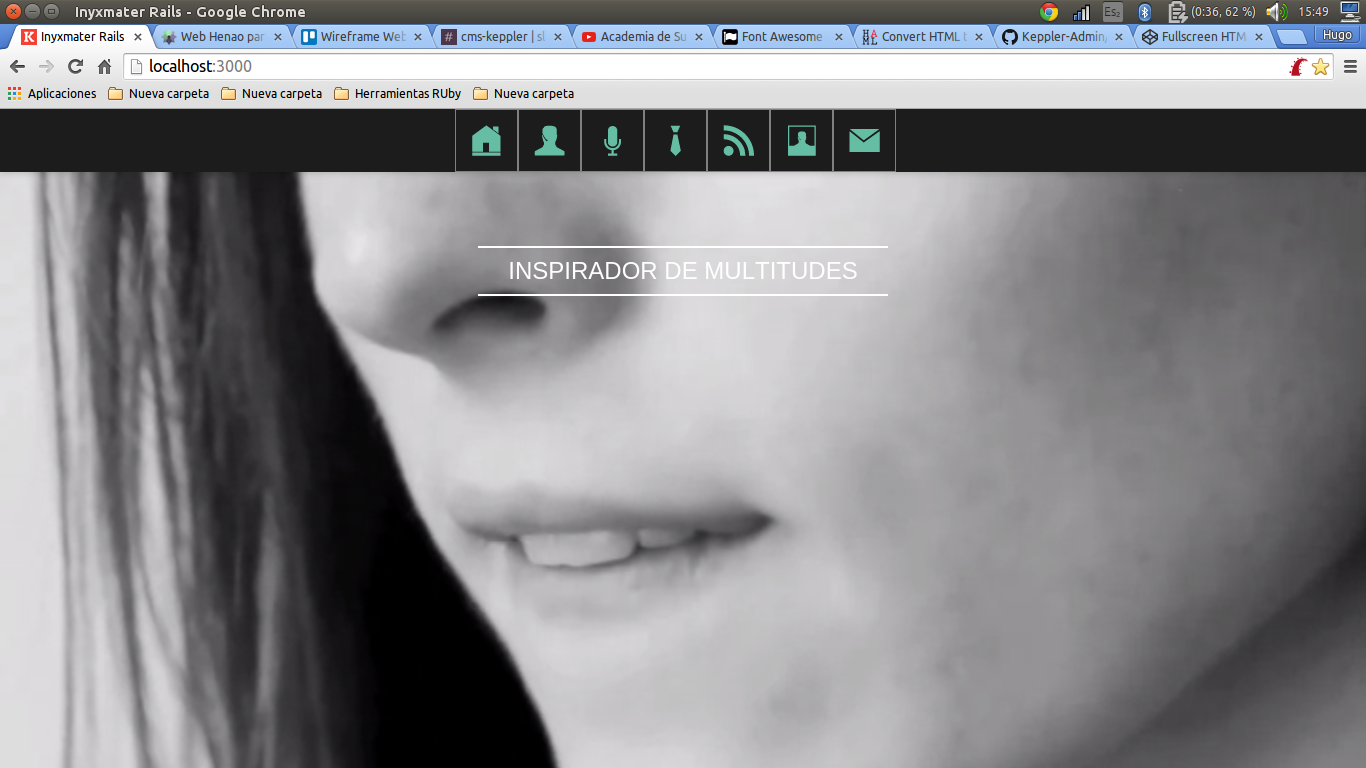 Inyxmater Rails - Google Chrome
Es₂
(0:36, 62 %)
15:49
Inyxmater Rails
Web Henao par
Wireframe Web
cms-keppler | sl
Academia de Su
Font Awesome
Convert HTML t
Keppler-Admin,
Fullscreen HTM
Hugo
localhost:3000
Aplicaciones
Nueva carpeta
Nueva carpeta
Herramientas RUby
Nueva carpeta
INSPIRADOR DE MULTITUDES